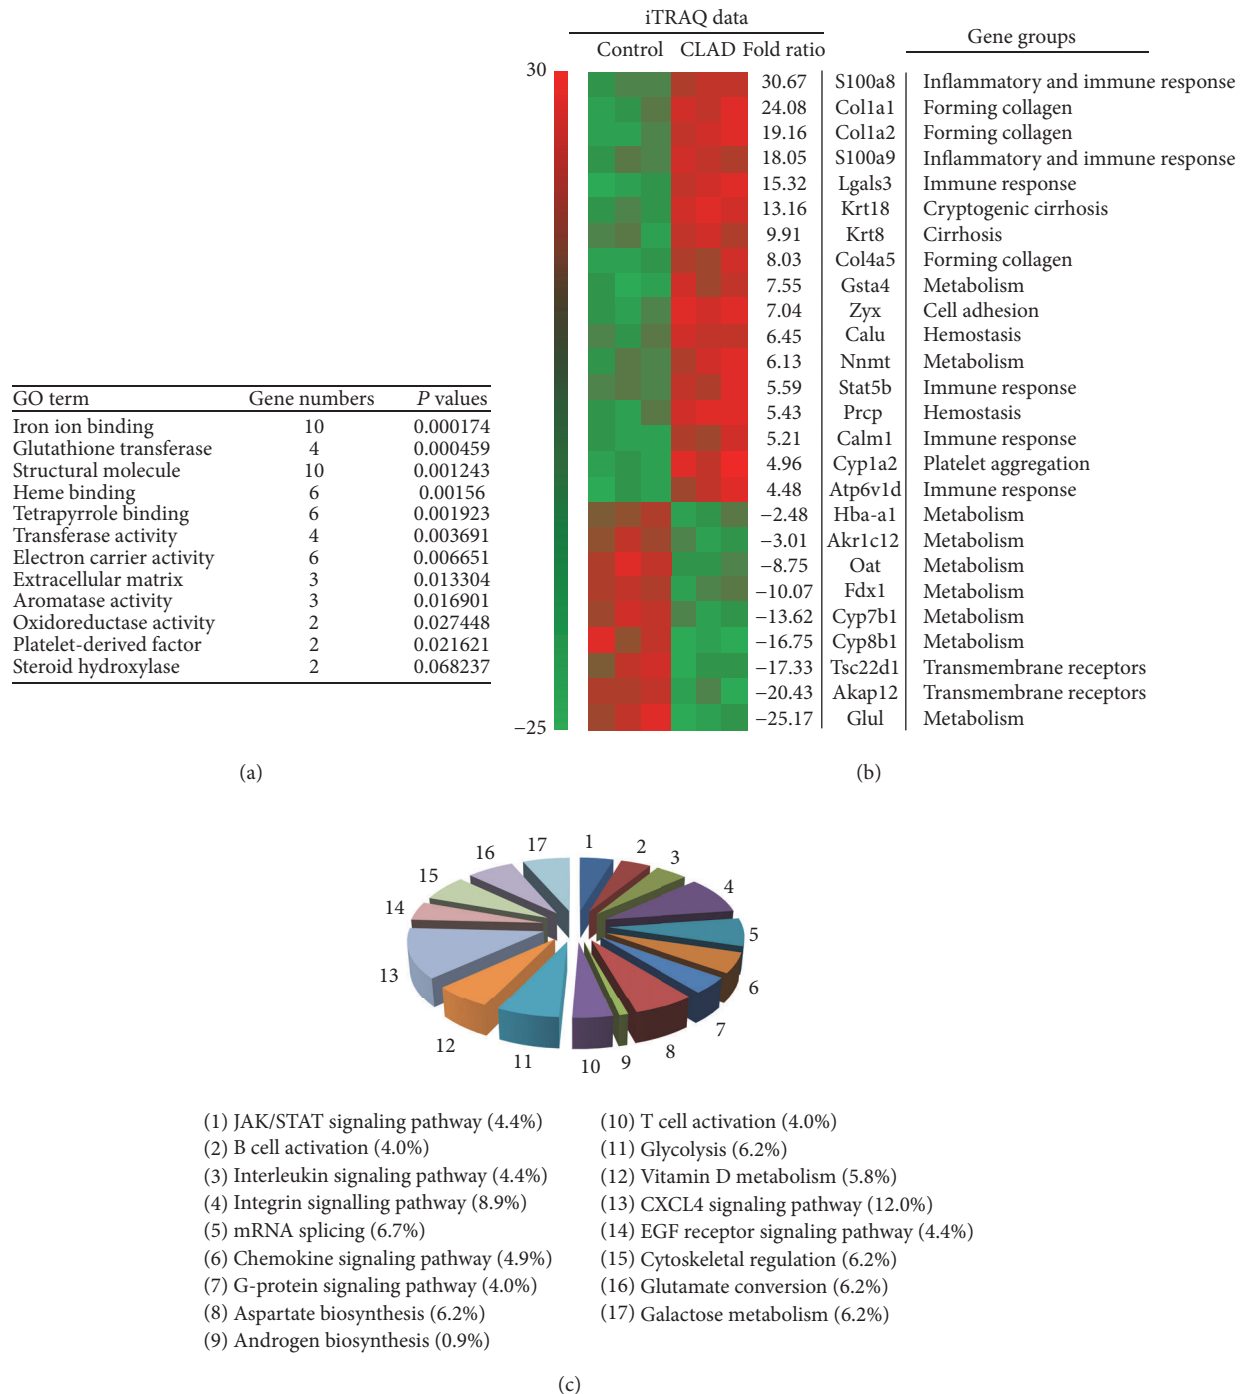 GO term Gene numbers P values
Iron ion binding 10 0.000174
Glutathione transferase 4 0.000459
Structural molecule 10 0.001243
Heme binding 6 0.00156
Tetrapyrrole binding 6 0.001923
Transferase activity 4 0.003691
Electron carrier activity 6 0.006651
Extracellular matrix 3 0.013304
Aromatase activity 3 0.016901
Oxidoreductase activity 2 0.027448
Platelet-derived factor 2 0.021621
Steroid hydroxylase 2 0.068237
(a)
iTRAQ data
Gene groups
Control CLAD Fold ratio
30
30.67 S100a8 Inflammatory and immune response
24.08 Col1a1 Forming collagen
19.16 Col1a2 Forming collagen
18.05 S100a9 Inflammatory and immune response
15.32 Lgals3 Immune response
13.16 Krt18 Cryptogenic cirrhosis
9.91 Krt8 Cirrhosis
8.03 Col4a5 Forming collagen
7.55 Gsta4 Metabolism
7.04 Zyx Cell adhesion
6.45 Calu Hemostasis
6.13 Nnmt Metabolism
5.59 Stat5b Immune response
5.43 Prcp Hemostasis
5.21 Calm1 Immune response
4.96 Cyp1a2 Platelet aggregation
4.48 Atp6v1d Immune response
−2.48 Hba-a1 Metabolism
−3.01 Akr1c12 Metabolism
−8.75 Oat Metabolism
−10.07 Fdx1 Metabolism
−13.62 Cyp7b1 Metabolism
−16.75 Cyp8b1 Metabolism
−17.33 Tsc22d1 Transmembrane receptors
−20.43 Akap12 Transmembrane receptors
−25.17 Glul Metabolism
−25
(b)
1
2
3
4
5
6
7
8
9
10
11
12
13
14
15
16
17
(1) JAK/STAT signaling pathway (4.4%)
(2) B cell activation (4.0%)
(3) Interleukin signaling pathway (4.4%)
(4) Integrin signalling pathway (8.9%)
(5) mRNA splicing (6.7%)
(6) Chemokine signaling pathway (4.9%)
(7) G-protein signaling pathway (4.0%)
(8) Aspartate biosynthesis (6.2%)
(9) Androgen biosynthesis (0.9%)
(10) T cell activation (4.0%)
(11) Glycolysis (6.2%)
(12) Vitamin D metabolism (5.8%)
(13) CXCL4 signaling pathway (12.0%)
(14) EGF receptor signaling pathway (4.4%)
(15) Cytoskeletal regulation (6.2%)
(16) Glutamate conversion (6.2%)
(17) Galactose metabolism (6.2%)
(c)